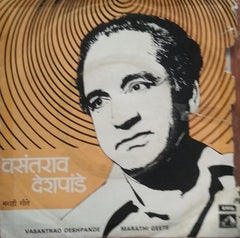 वसंतराव
देशपांडे
मराठी गीते
VASANTRAO DESHPANDE MARATHI GEETE